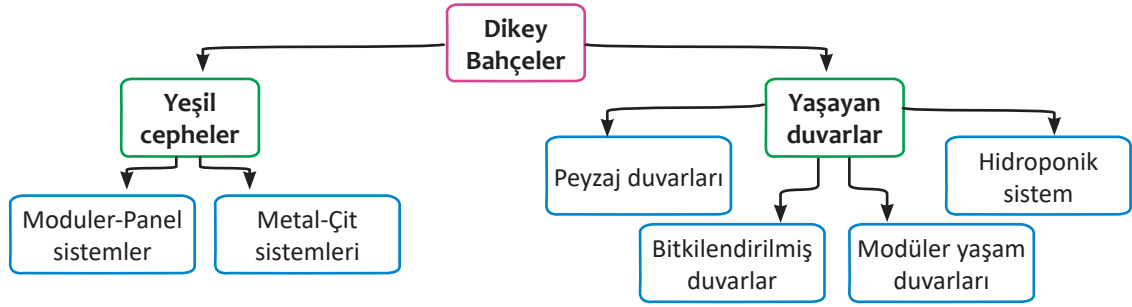 Dikey
Bahçeler
Yeşil
cepheler
Yaşayan
duvarlar
Moduler-Panel
sistemler
Metal-Çit
sistemleri
Peyzaj duvarları
Bitkilendirilmiş
duvarlar
Modüler yaşam
duvarları
Hidroponik
sistem